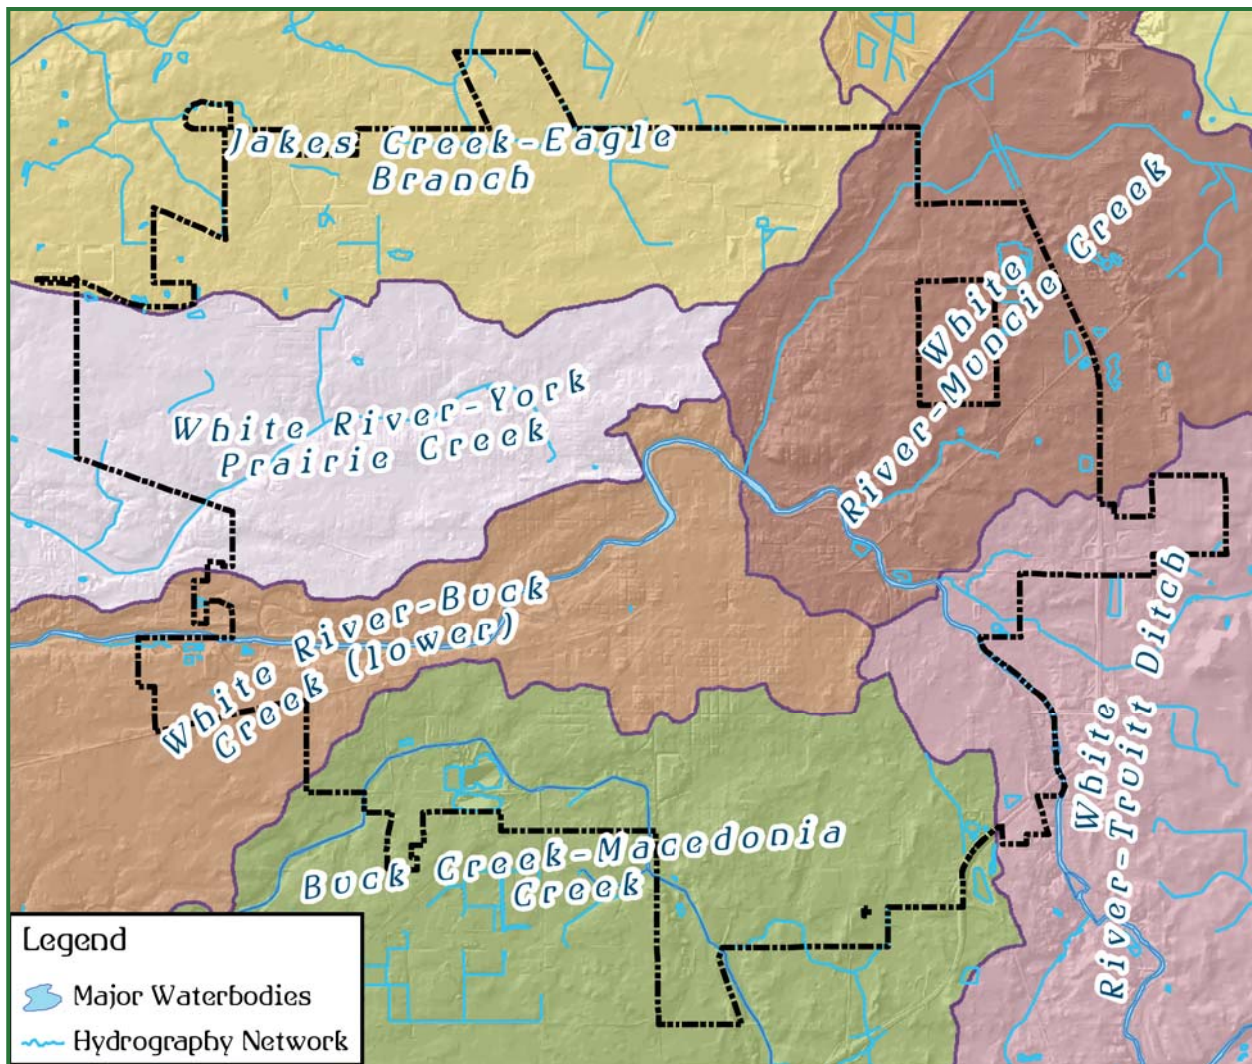 Jakes Creek-Eagle
Branch
White
River-Muncie Creek
White River-York
Prairie Creek
White River-Buck
Creek (lower)
White
River-Truitt Ditch
Buck Creek-Macedonia
Creek
Legend
Major Waterbodies
Hydrography Network